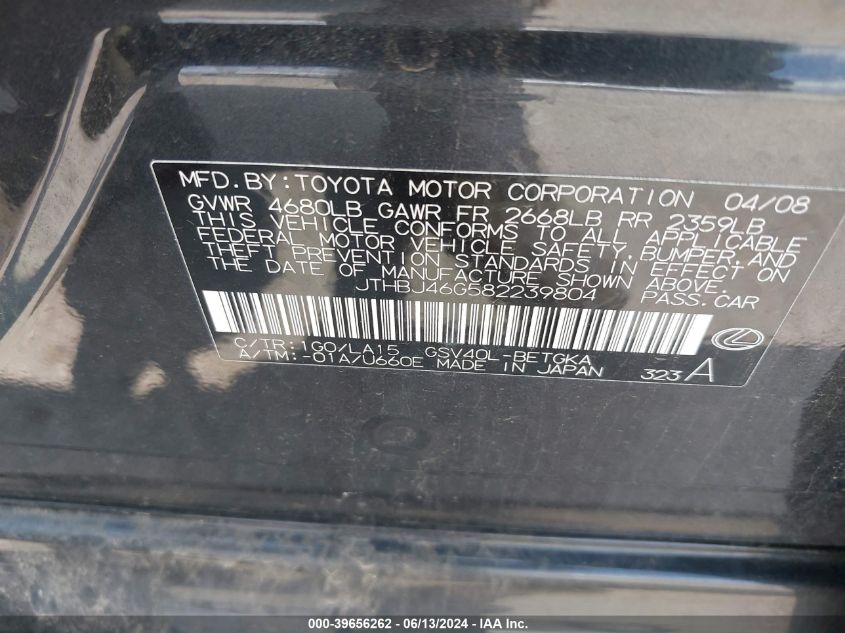 MFD.BY:TOYOTA MOTOR CORPORATION 04/08
GVWR 4680LB GAWR FR 2668LB RR 2359LB
THIS VEHICLE CONFORMS TO ALL APPLICABLE
FEDERAL MOTOR VEHICLE SAFETY,BUMPER,AND
THEFT PREVENTION STANDARDS IN EFFECT ON
THE DATE OF MANUFACTURE SHOWN ABOVE.
JTHBJ46G582239804 PASS.CAR
C/TR:1G0/LA15 GSV40L-BETGKA
A/TM:-01A/U660E MADE IN JAPAN 323 A
000-39656262 - 06/13/2024 - IAA Inc.